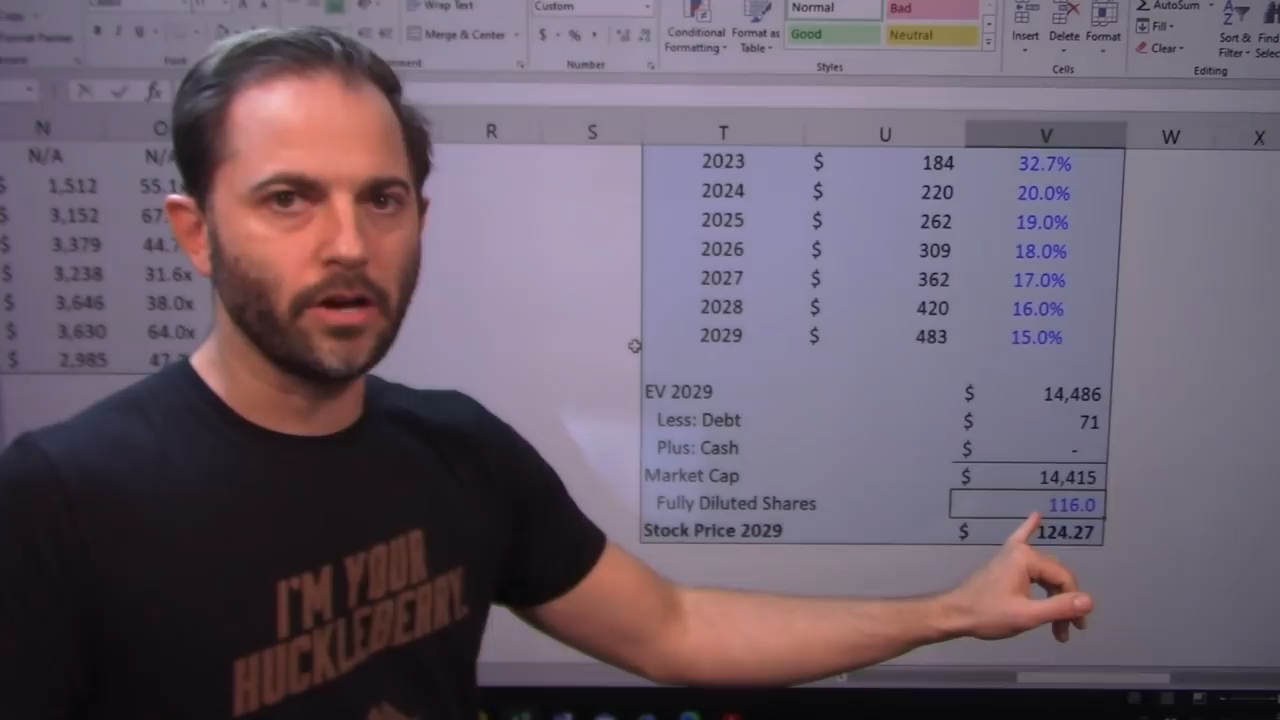 Wrap Text
Custom
Conditional Formatting
Format as Table
Normal
Bad
Good
Neutral
Insert
Delete
Format
Σ AutoSum
Fill
Clear
Sort & Filter
Merge & Center
$ %
Number
Styles
Cells
Editing
fx
N O R S T U V W X
N/A N/A
2023 $ 184 32.7%
1,512
2024 $ 220 20.0%
$ 3,152
2025 $ 262 19.0%
$ 3,379
2026 $ 309 18.0%
$ 3,238 31.6x
2027 $ 362 17.0%
$ 3,646 38.0x
2028 $ 420 16.0%
$ 3,630 64.0x
2029 $ 483 15.0%
$ 2,985
EV 2029 $ 14,486
Less: Debt $ 71
Plus: Cash $ -
Market Cap $ 14,415
Fully Diluted Shares 116.0
Stock Price 2029 $ 124.27
I'M YOUR
HUCKLEBERRY.